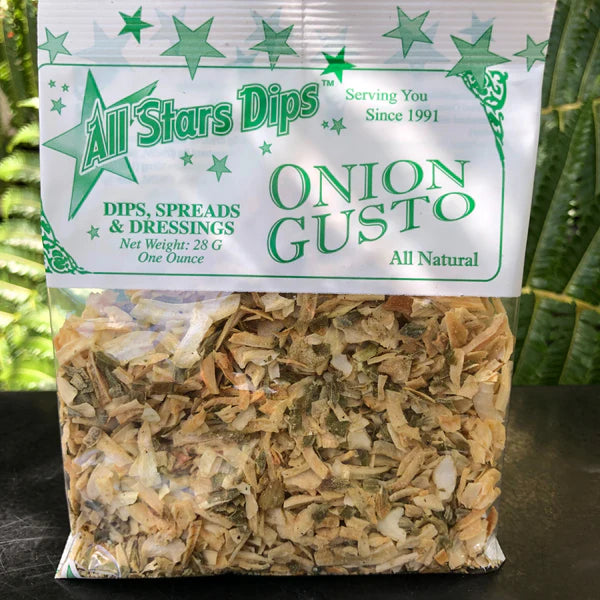 All Stars Dips™
Serving You
Since 1991
DIPS, SPREADS
& DRESSINGS
Net Weight: 28 G
One Ounce
ONION
GUSTO
All Natural